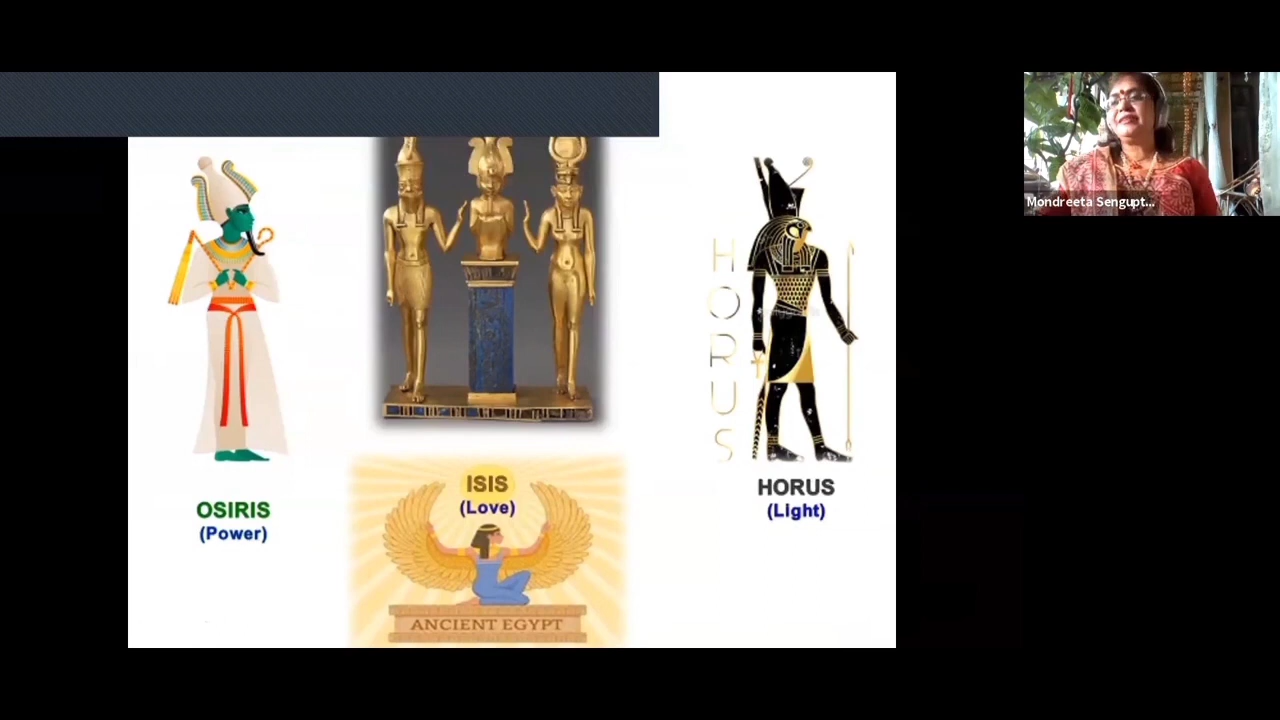 HORUS
OSIRIS
(Power)
ISIS
(Love)
ANCIENT EGYPT
HORUS
(Light)
Mondreeta Sengupt...